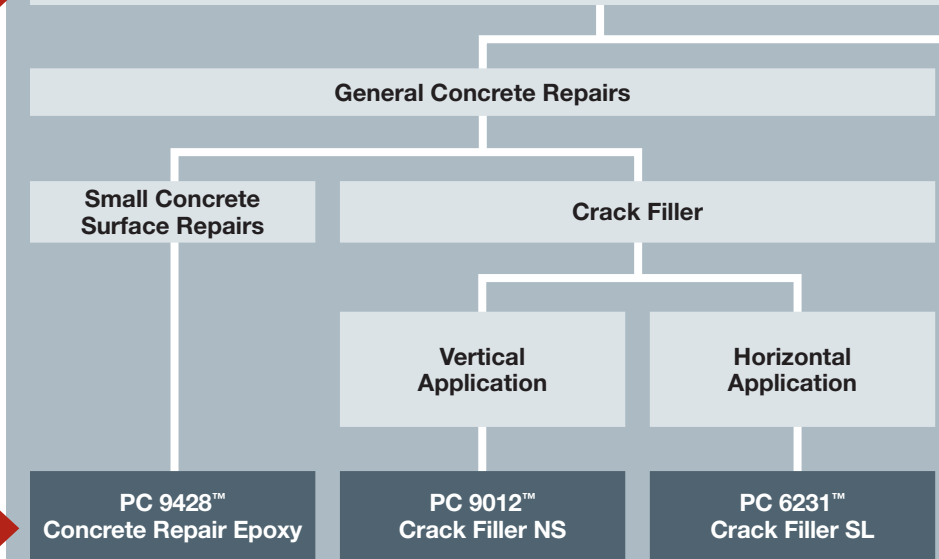 General Concrete Repairs
Small Concrete
Surface Repairs
Crack Filler
Vertical
Application
Horizontal
Application
PC 9428™
Concrete Repair Epoxy
PC 9012™
Crack Filler NS
PC 6231™
Crack Filler SL